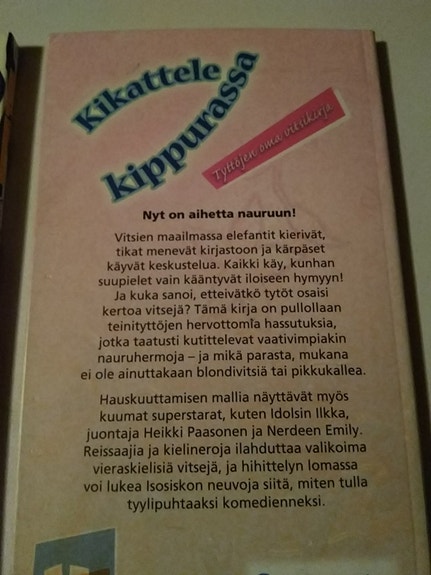 Kikattele
kippurassa
Tyttöjen oma vitsikirja
Nyt on aihetta nauruun!
Vitsien maailmassa elefantit kierivät,
tikat menevät kirjastoon ja kärpäset
käyvät keskustelua. Kaikki käy, kunhan
suupielet vain kääntyvät iloiseen hymyyn!
Ja kuka sanoi, etteivätkö tytöt osaisi
kertoa vitsejä? Tämä kirja on pullollaan
teinityttöjen hervottomia hassutuksia,
jotka taatusti kutittelevat vaativimpiakin
nauruhermoja – ja mikä parasta, mukana
ei ole ainuttakaan blondivitsiä tai pikkukallea.
Hauskuuttamisen mallia näyttävät myös
kuumat superstarat, kuten Idolsin Ilkka,
juontaja Heikki Paasonen ja Nerdeen Emily.
Reissaajia ja kielineroja ilahduttaa valikoima
vieraskielisiä vitsejä, ja hihittelyn lomassa
voi lukea Isosiskon neuvoja siitä, miten tulla
tyylipuhtaaksi komedienneksi.